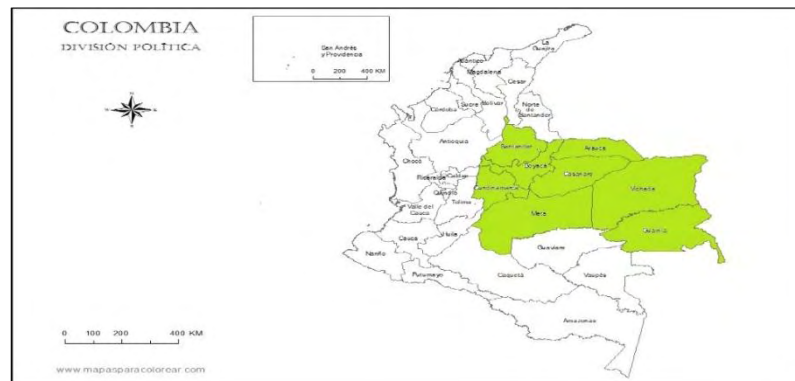 COLOMBIA
DIVISIÓN POLÍTICA
San Andrés
y Providencia
0 200 400 KM
La
Guajira
Atlántico
Magdalena
Cesar
Sucre
Bolívar
Norte
de
Santander
Córdoba
Antioquia
Santander
Arauca
Boyacá
Chocó
Casanare
Risaralda
Caldas
Cundinamarca
Vichada
Quindío
Tolima
Valle del
Cauca
Meta
Guainía
Cauca
Huila
Guaviare
Nariño
Putumayo
Caquetá
Vaupés
Amazonas
0 100 200 400 KM
www.mapasparacolorear.com